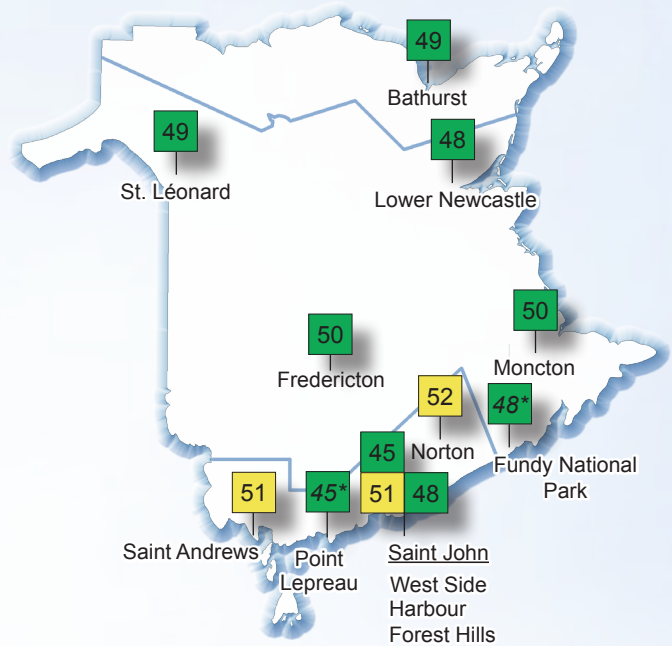 49
Bathurst
49
St. Léonard
48
Lower Newcastle
50
Fredericton
50
Moncton
52
Norton
48*
Fundy National
Park
51
Saint Andrews
45*
Point
Lepreau
45
51 48
Saint John
West Side
Harbour
Forest Hills